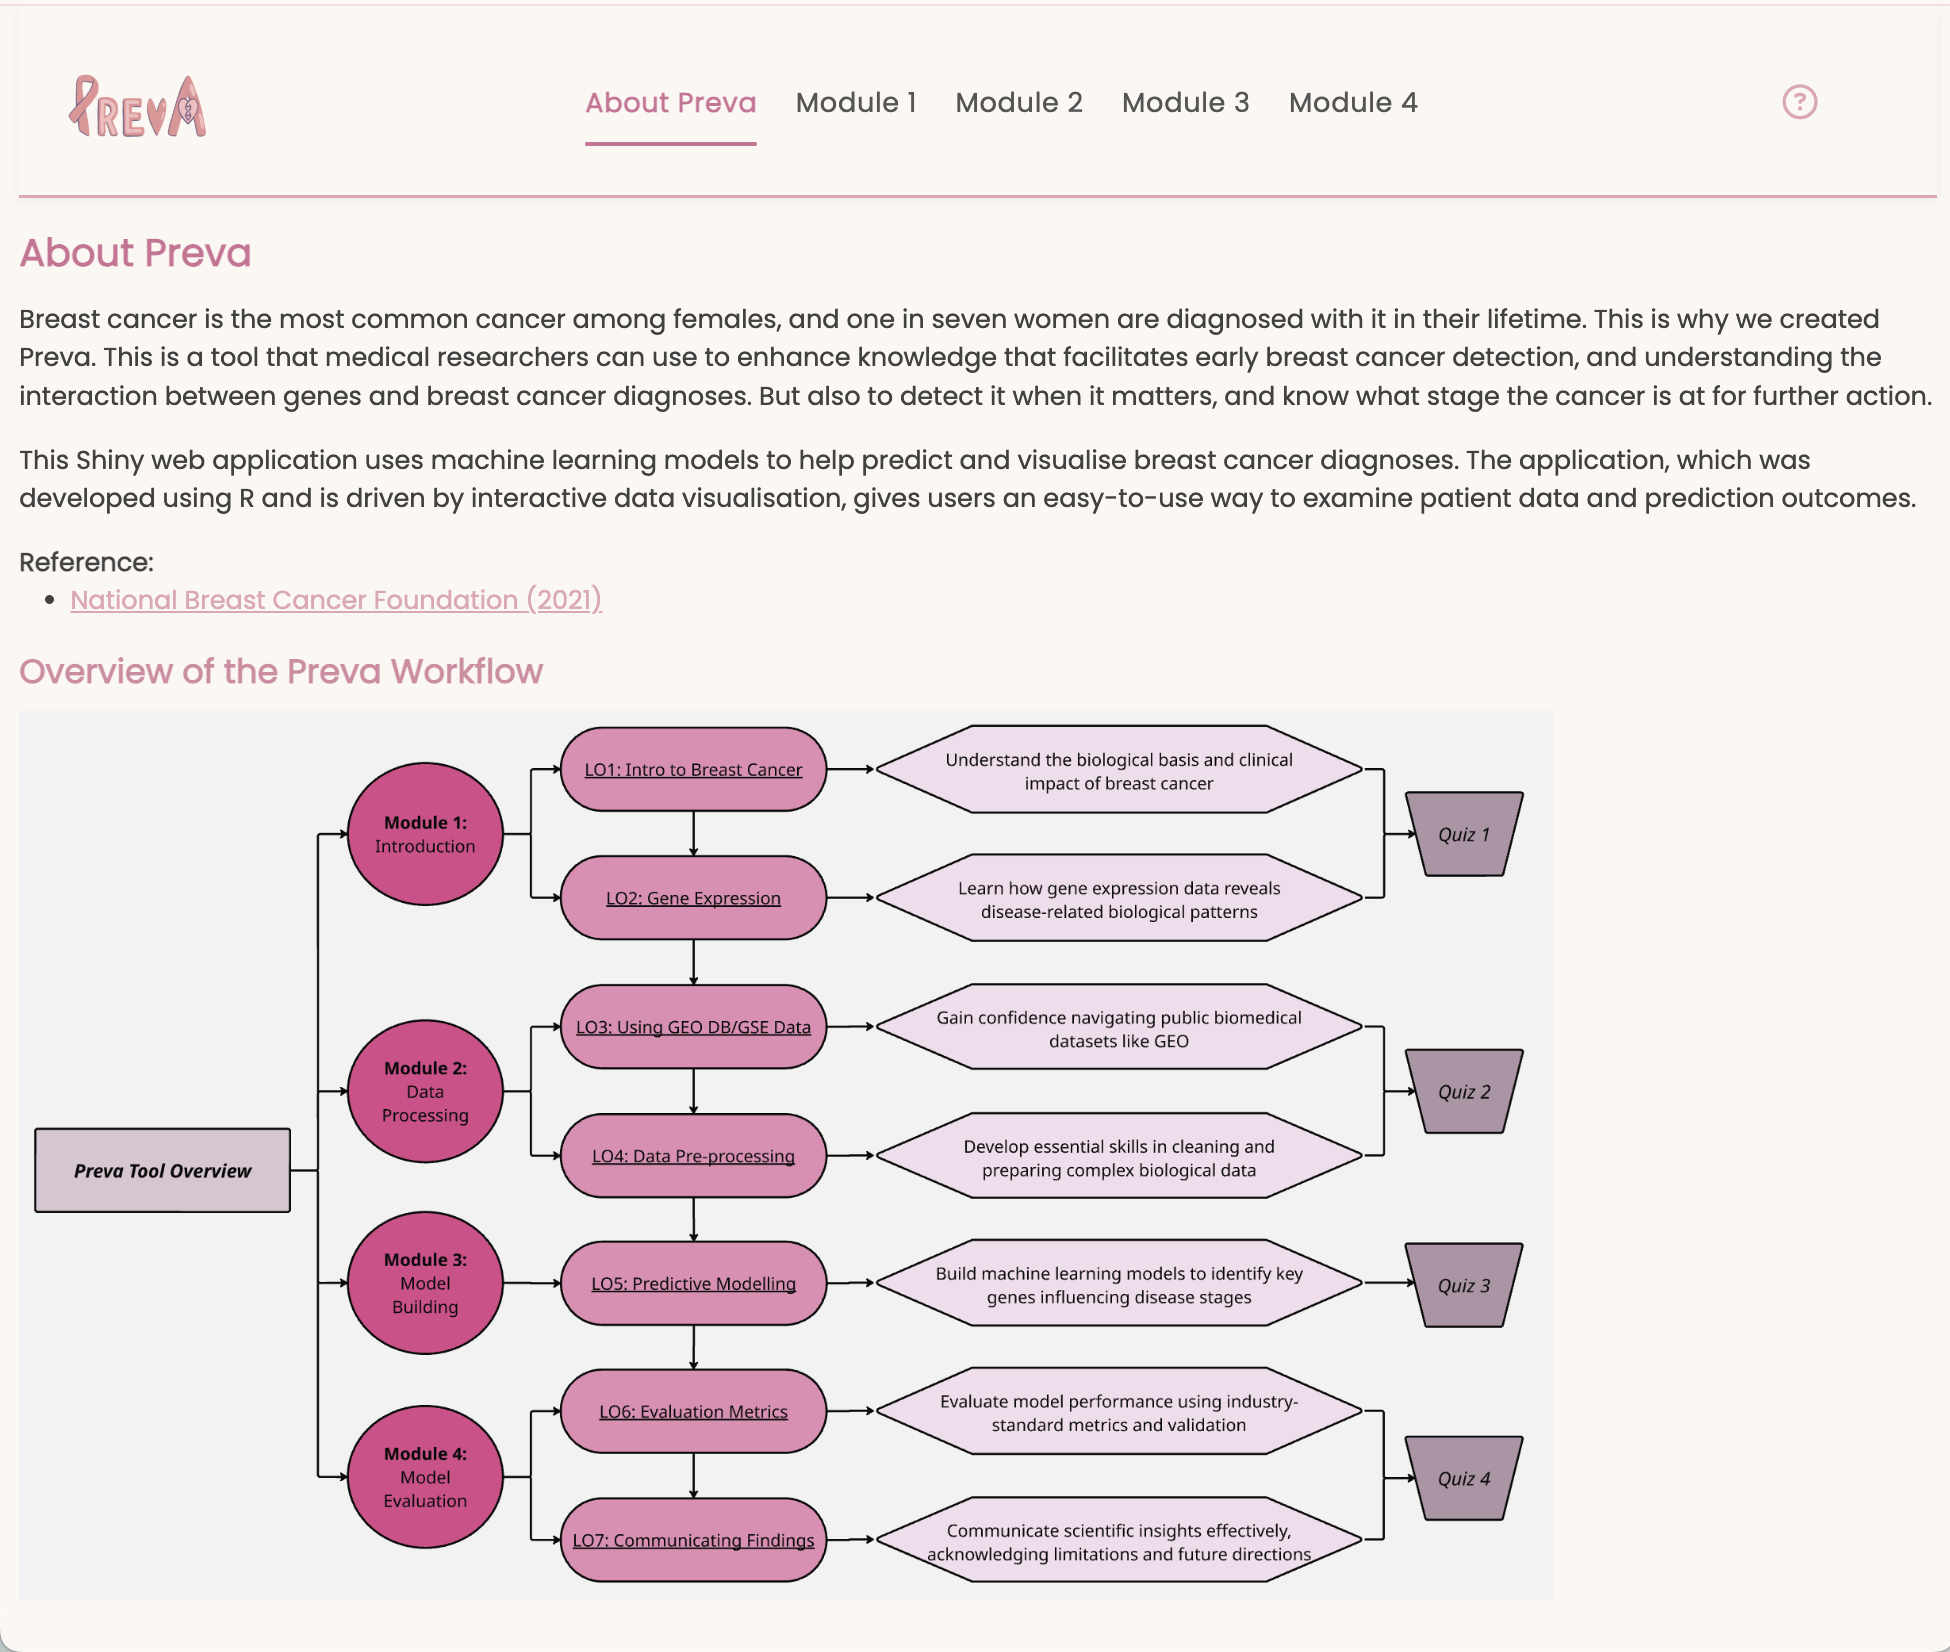 PREVA
About Preva Module 1 Module 2 Module 3 Module 4 ?
About Preva
Breast cancer is the most common cancer among females, and one in seven women are diagnosed with it in their lifetime. This is why we created
Preva. This is a tool that medical researchers can use to enhance knowledge that facilitates early breast cancer detection, and understanding the
interaction between genes and breast cancer diagnoses. But also to detect it when it matters, and know what stage the cancer is at for further action.
This Shiny web application uses machine learning models to help predict and visualise breast cancer diagnoses. The application, which was
developed using R and is driven by interactive data visualisation, gives users an easy-to-use way to examine patient data and prediction outcomes.
Reference:
National Breast Cancer Foundation (2021)
Overview of the Preva Workflow
Preva Tool Overview
Module 1:
Introduction
LO1: Intro to Breast Cancer
Understand the biological basis and clinical
impact of breast cancer
LO2: Gene Expression
Learn how gene expression data reveals
disease-related biological patterns
Quiz 1
Module 2:
Data
Processing
LO3: Using GEO DB/GSE Data
Gain confidence navigating public biomedical
datasets like GEO
LO4: Data Pre-processing
Develop essential skills in cleaning and
preparing complex biological data
Quiz 2
Module 3:
Model
Building
LO5: Predictive Modelling
Build machine learning models to identify key
genes influencing disease stages
Quiz 3
Module 4:
Model
Evaluation
LO6: Evaluation Metrics
Evaluate model performance using industry-
standard metrics and validation
LO7: Communicating Findings
Communicate scientific insights effectively,
acknowledging limitations and future directions
Quiz 4